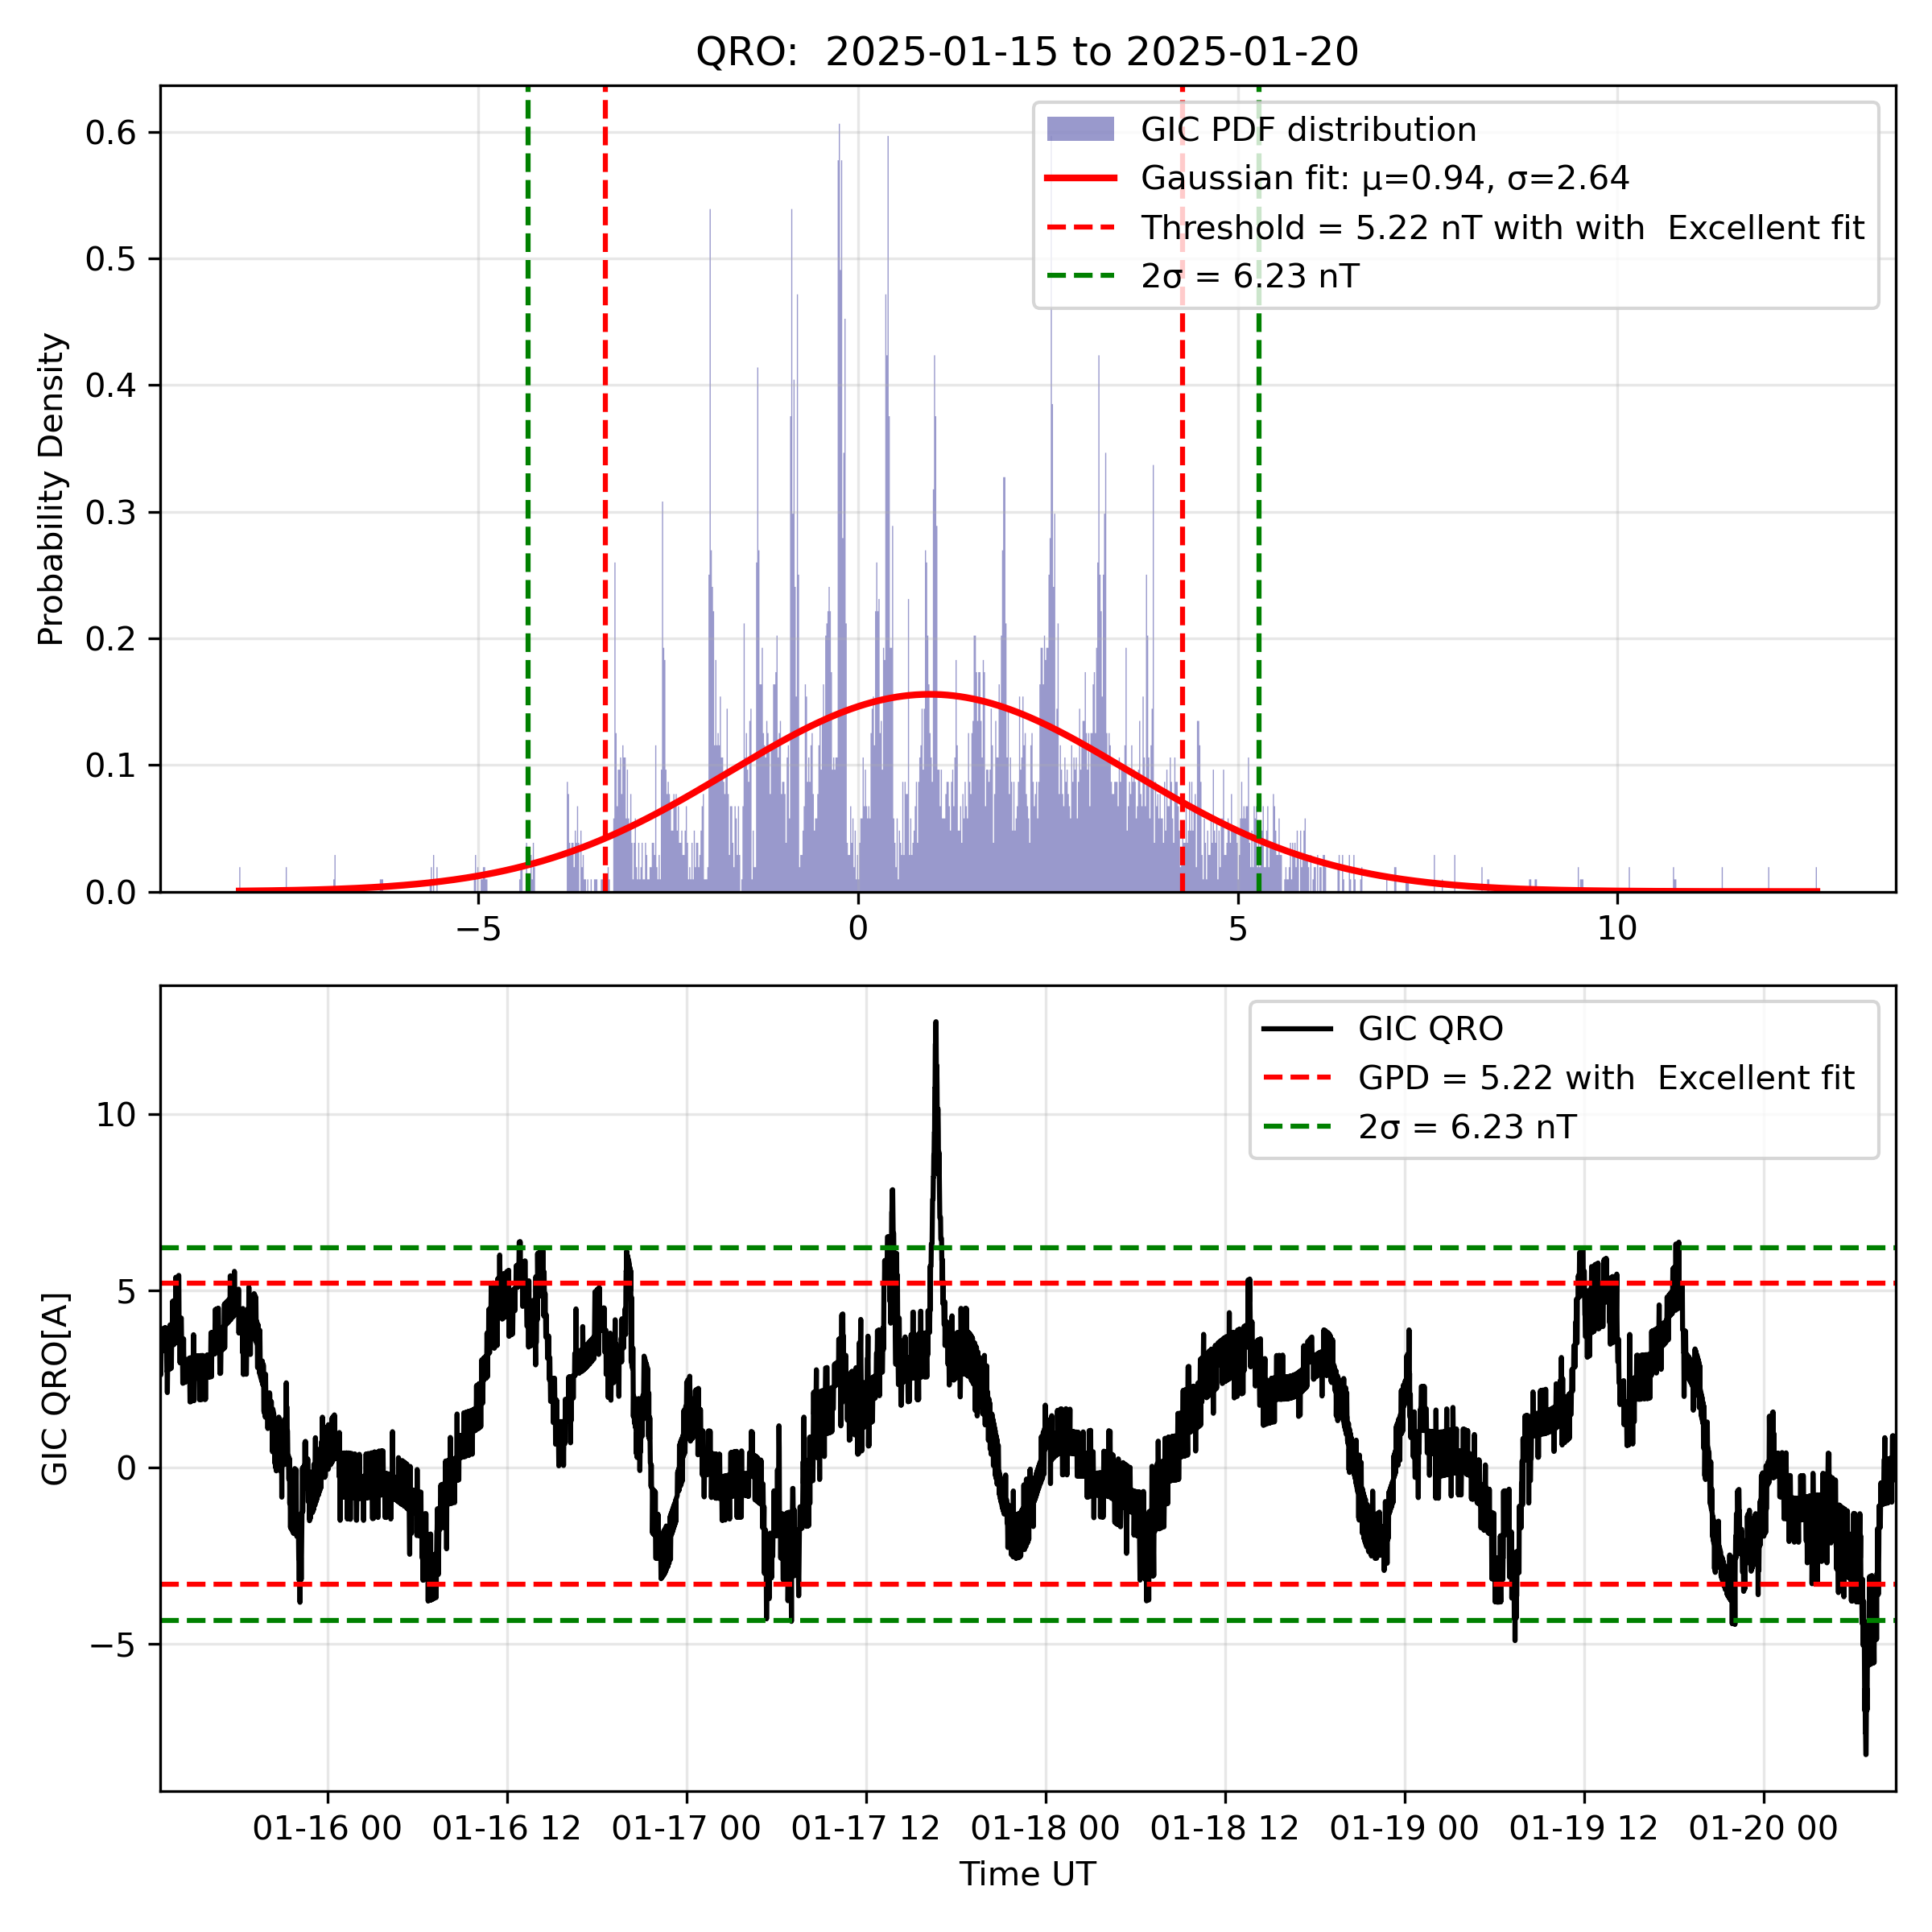 QRO:  2025-01-15 to 2025-01-20
GIC PDF distribution
Gaussian fit: μ=0.94, σ=2.64
Threshold = 5.22 nT with with  Excellent fit
2σ = 6.23 nT
Probability Density
0.6
0.5
0.4
0.3
0.2
0.1
0.0
−5
0
5
10
GIC QRO
GPD = 5.22 with  Excellent fit
2σ = 6.23 nT
GIC QRO[A]
10
5
0
−5
01-16 00
01-16 12
01-17 00
01-17 12
01-18 00
01-18 12
01-19 00
01-19 12
01-20 00
Time UT